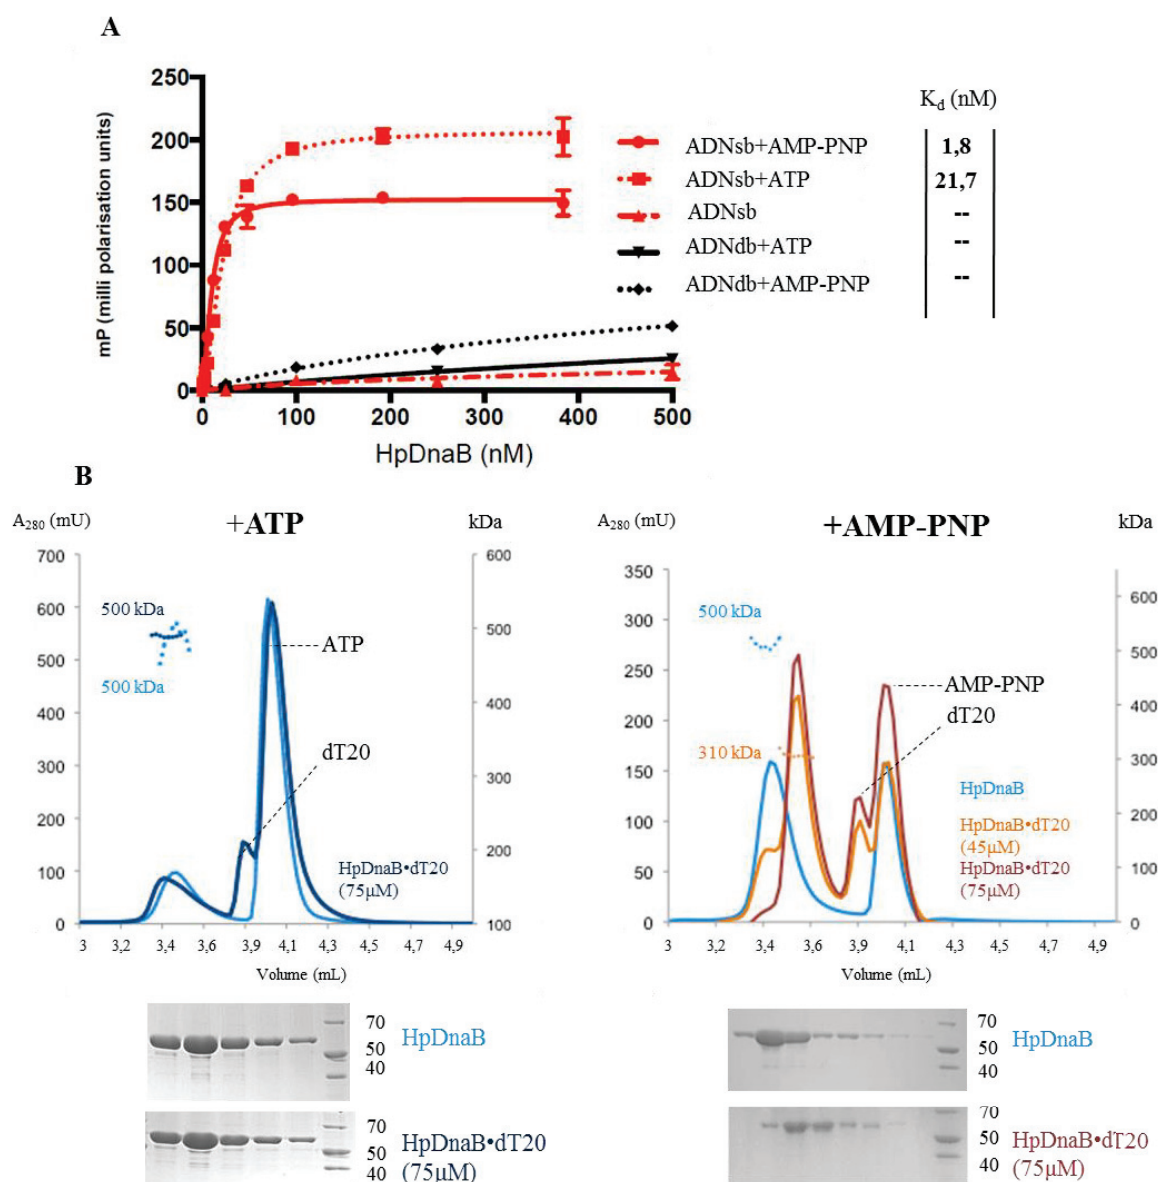 A
mP (milli polarisation units)
250
200
150
100
50
0
0 100 200 300 400 500
HpDnaB (nM)
K_d (nM)
ADNsb+AMP-PNP 1,8
ADNsb+ATP 21,7
ADNsb --
ADNdb+ATP --
ADNdb+AMP-PNP --
B
A₂₈₀ (mU) +ATP kDa
700
600
500
400
300
200
100
0
600
500
400
300
200
100
500 kDa
500 kDa
ATP
dT20
HpDnaB•dT20
(75µM)
3 3,2 3,4 3,6 3,9 4,1 4,3 4,5 4,7 4,9
Volume (mL)
A₂₈₀ (mU) +AMP-PNP kDa
350
300
250
200
150
100
50
0
600
500
400
300
200
100
0
500 kDa
310 kDa
AMP-PNP
dT20
HpDnaB
HpDnaB•dT20
(45µM)
HpDnaB•dT20
(75µM)
3 3,2 3,4 3,6 3,9 4,1 4,3 4,5 4,7 4,9
Volume (mL)
70
50
40
HpDnaB
70
50
40
HpDnaB•dT20
(75µM)
70
50
40
HpDnaB
70
50
40
HpDnaB•dT20
(75µM)